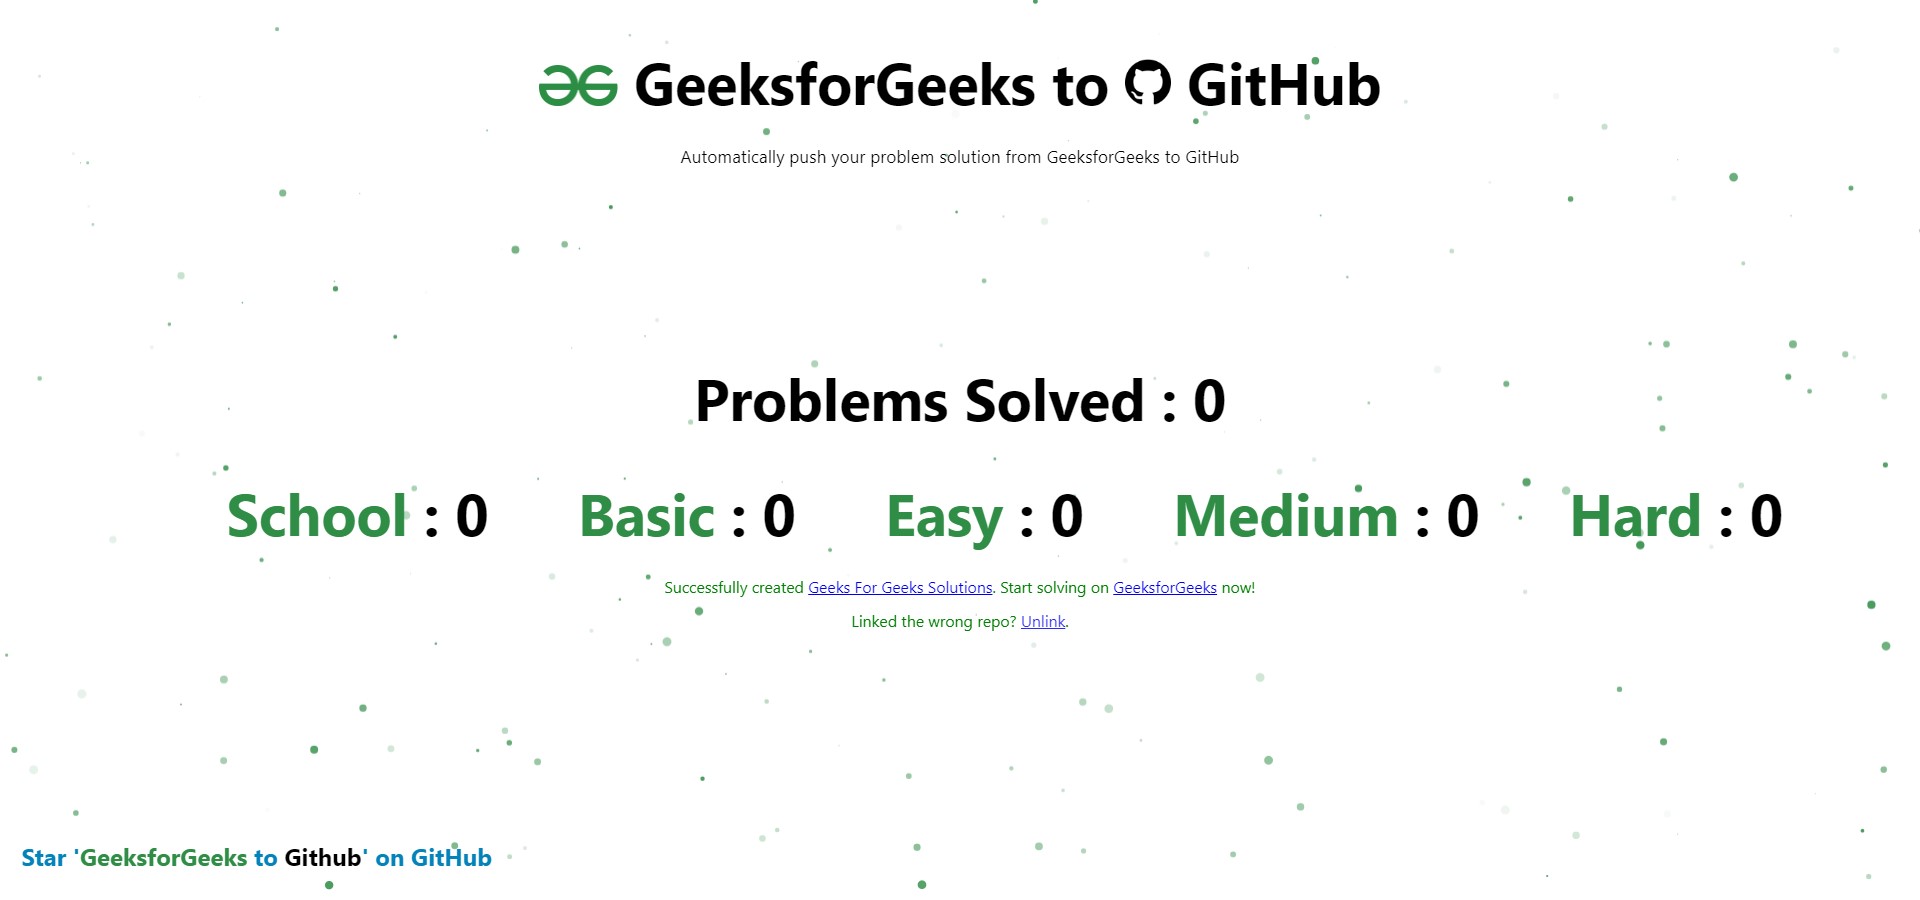 GeeksforGeeks to GitHub
Automatically push your problem solution from GeeksforGeeks to GitHub
Problems Solved : 0
School : 0 Basic : 0 Easy : 0 Medium : 0 Hard : 0
Successfully created Geeks For Geeks Solutions. Start solving on GeeksforGeeks now!
Linked the wrong repo? Unlink.
Star 'GeeksforGeeks to Github' on GitHub